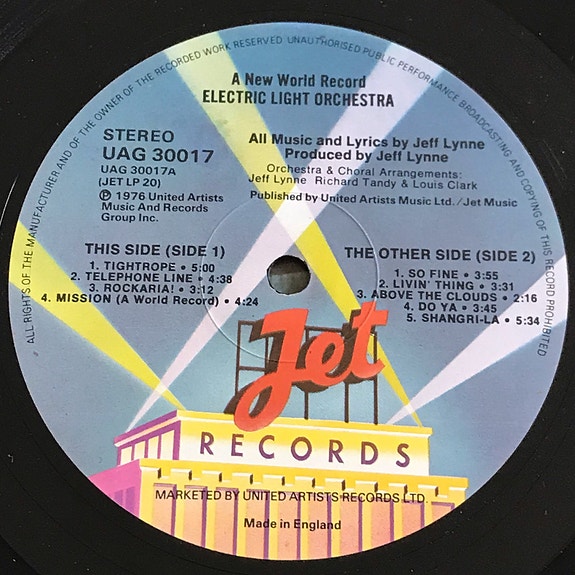 ALL RIGHTS OF THE MANUFACTURER AND OF THE OWNER OF THE RECORDED WORK RESERVED UNAUTHORISED PUBLIC PERFORMANCE BROADCASTING AND COPYING OF THIS RECORD PROHIBITED
A New World Record
ELECTRIC LIGHT ORCHESTRA
STEREO
UAG 30017
UAG 30017A
(JET LP 20)
℗ 1976 United Artists
Music And Records
Group Inc.
All Music and Lyrics by Jeff Lynne
Produced by Jeff Lynne
Orchestra & Choral Arrangements:
Jeff Lynne Richard Tandy & Louis Clark
Published by United Artists Music Ltd. /Jet Music
THIS SIDE (SIDE 1)
1. TIGHTROPE • 5:00
2. TELEPHONE LINE • 4:38
3. ROCKARIA! • 3:12
4. MISSION (A World Record) • 4:24
THE OTHER SIDE (SIDE 2)
1. SO FINE • 3:55
2. LIVIN' THING • 3:31
3. ABOVE THE CLOUDS • 2:16
4. DO YA • 3:45
5. SHANGRI-LA • 5:34
Jet
RECORDS
MARKETED BY UNITED ARTISTS RECORDS LTD.
Made in England